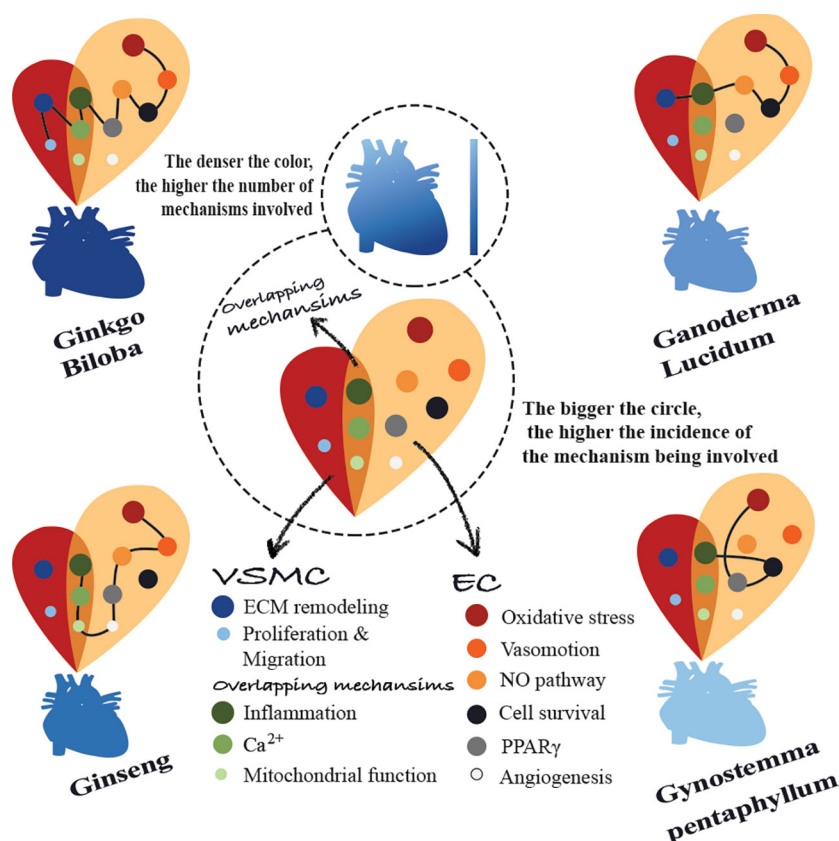 The denser the color,
the higher the number of
mechanisms involved
Ginkgo
Biloba
Ganoderma
Lucidum
Overlapping
mechansims
The bigger the circle,
the higher the incidence of
the mechanism being involved
VSMC
ECM remodeling
Proliferation &
Migration
Overlapping mechansims
Inflammation
Ca²⁺
Mitochondrial function
EC
Oxidative stress
Vasomotion
NO pathway
Cell survival
PPARγ
Angiogenesis
Ginseng
Gynostemma
pentaphyllum